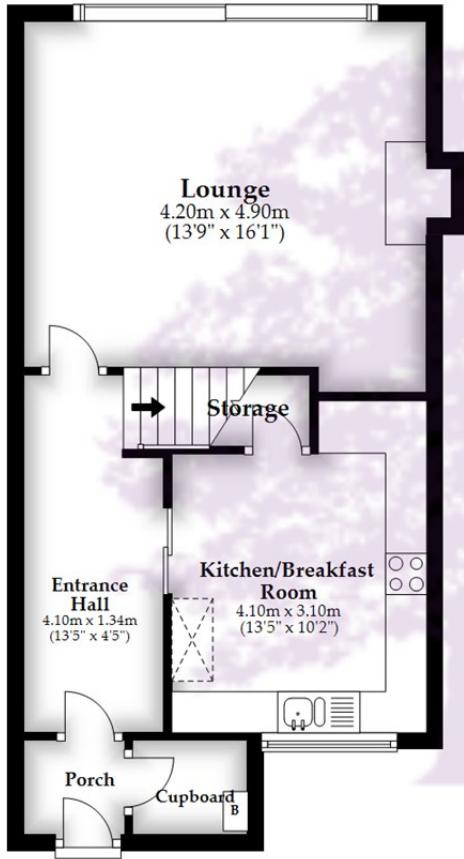 Lounge
4.20m x 4.90m
(13'9" x 16'1")
Storage
Kitchen/Breakfast
Room
4.10m x 3.10m
(13'5" x 10'2")
Entrance
Hall
4.10m x 1.34m
(13'5" x 4'5")
Porch
Cupboard
B